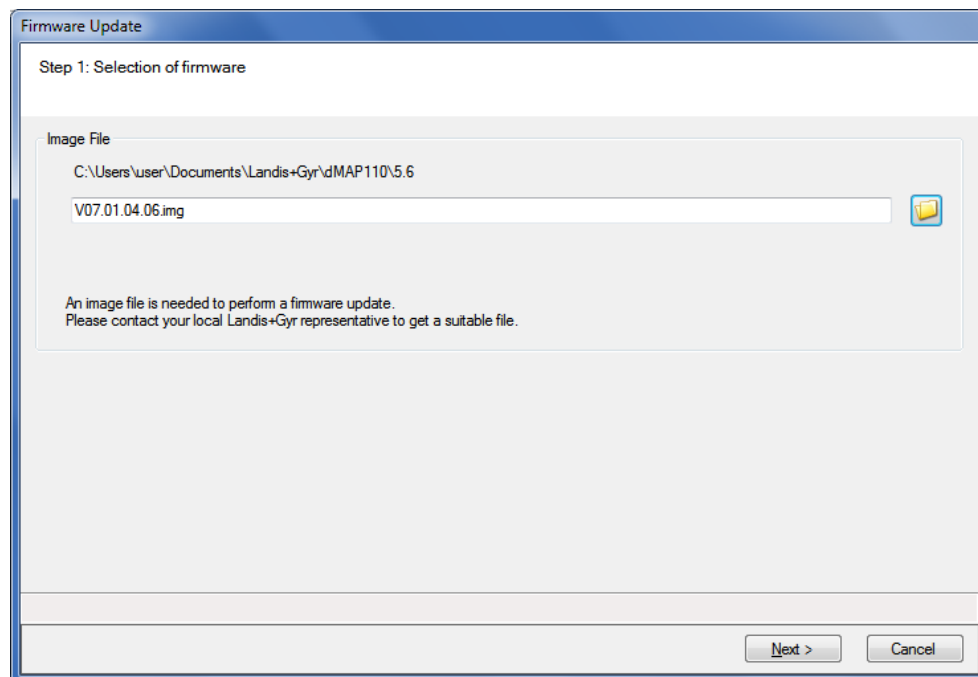 Firmware Update
Step 1: Selection of firmware
Image File
C:\Users\user\Documents\Landis+Gyr\dMAP110\5.6
V07.01.04.06.img
An image file is needed to perform a firmware update.
Please contact your local Landis+Gyr representative to get a suitable file.
Next >
Cancel